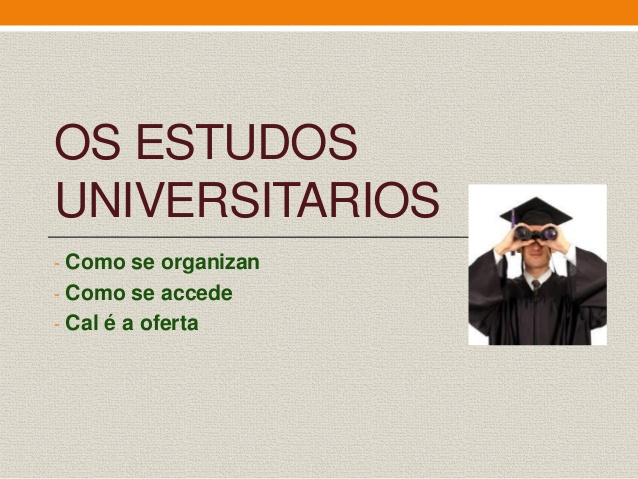 OS ESTUDOS
UNIVERSITARIOS
- Como se organizan
- Como se accede
- Cal é a oferta